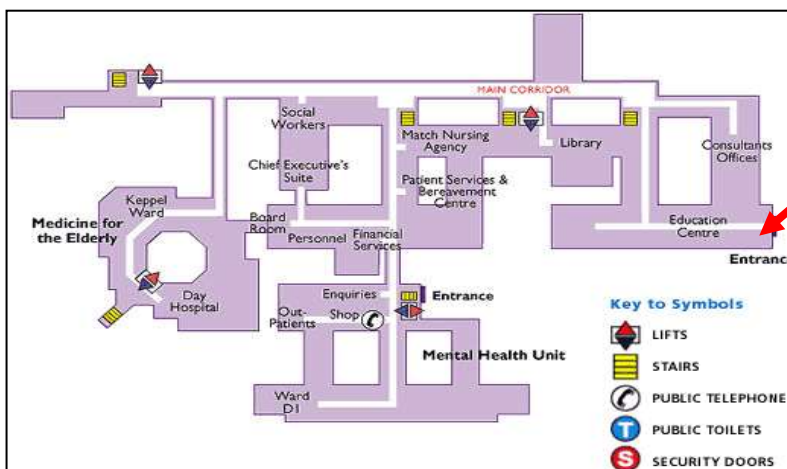 MAIN CORRIDOR
Social
Workers
Match Nursing
Agency
Library
Consultants
Offices
Chief Executive's
Suite
Patient Services &
Bereavement
Centre
Keppel
Ward
Medicine for
the Elderly
Board
Room
Personnel
Financial
Services
Education
Centre
Entrance
Day
Hospital
Enquiries
Entrance
Out-
Patients
Shop
Mental Health Unit
Ward
D1
Key to Symbols
LIFTS
STAIRS
PUBLIC TELEPHONE
T
PUBLIC TOILETS
S
SECURITY DOORS